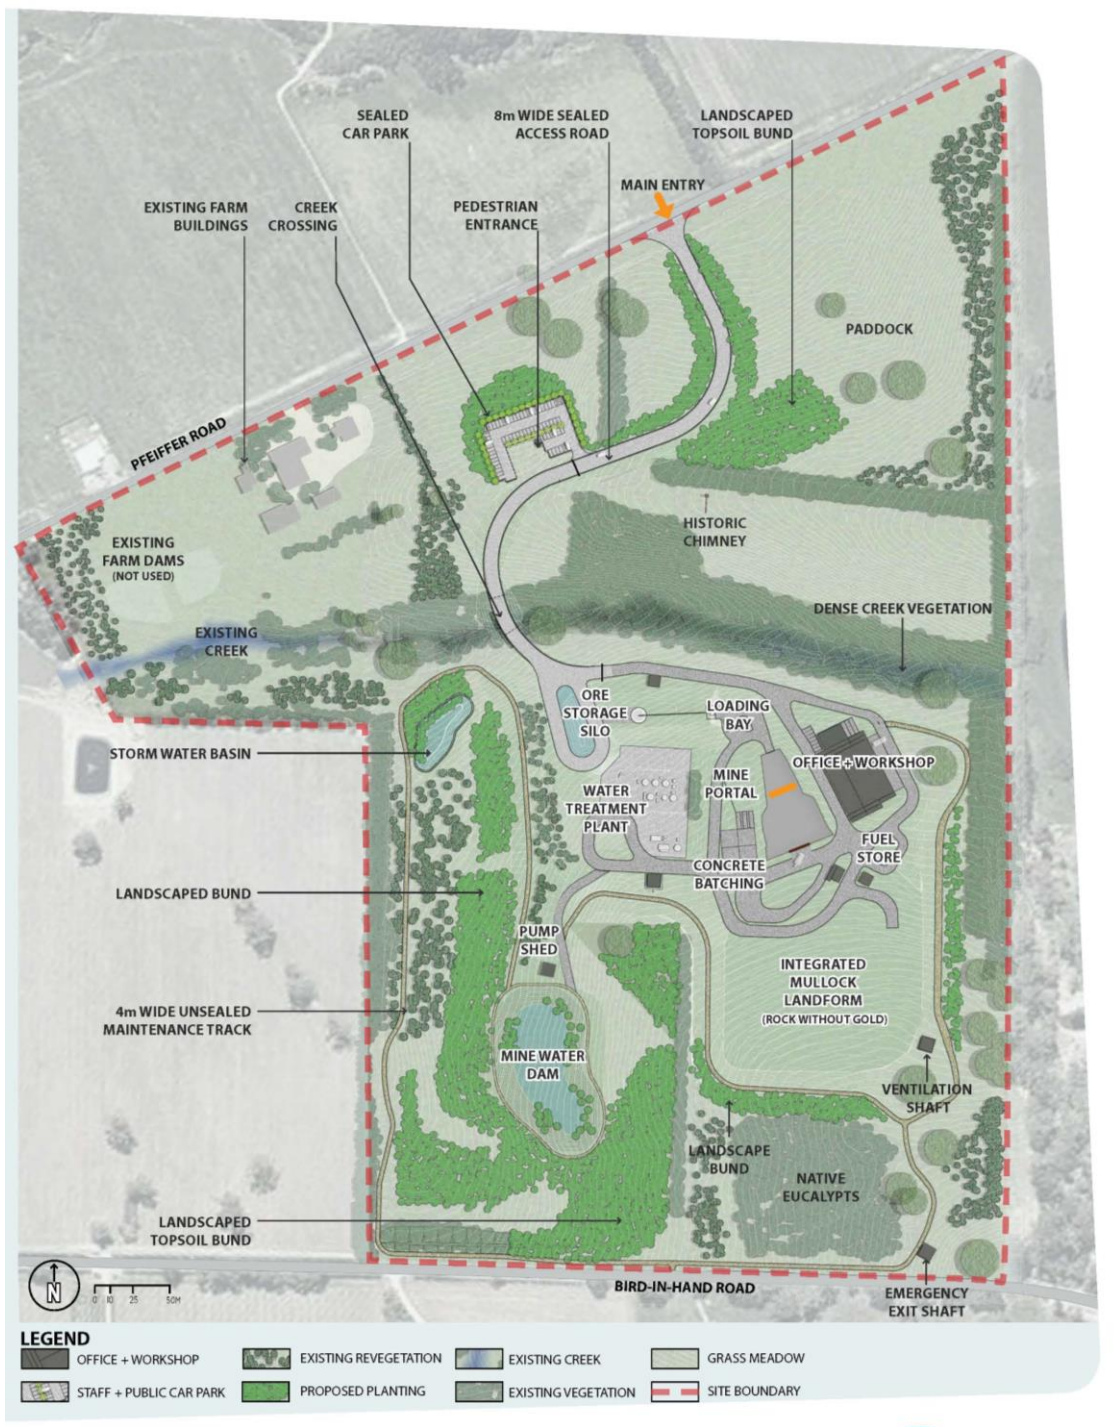 SEALED
CAR PARK
8m WIDE SEALED
ACCESS ROAD
LANDSCAPED
TOPSOIL BUND
MAIN ENTRY
EXISTING FARM
BUILDINGS
CREEK
CROSSING
PEDESTRIAN
ENTRANCE
PADDOCK
PFEIFFER ROAD
HISTORIC
CHIMNEY
EXISTING
FARM DAMS
(NOT USED)
DENSE CREEK VEGETATION
EXISTING
CREEK
ORE
STORAGE
SILO
LOADING
BAY
STORM WATER BASIN
OFFICE + WORKSHOP
MINE
PORTAL
WATER
TREATMENT
PLANT
FUEL
STORE
CONCRETE
BATCHING
LANDSCAPED BUND
PUMP
SHED
INTEGRATED
MULLOCK
LANDFORM
(ROCK WITHOUT GOLD)
4m WIDE UNSEALED
MAINTENANCE TRACK
MINE WATER
DAM
VENTILATION
SHAFT
LANDSCAPE
BUND
NATIVE
EUCALYPTS
LANDSCAPED
TOPSOIL BUND
BIRD-IN-HAND ROAD
EMERGENCY
EXIT SHAFT
N
0 10 25 50M
LEGEND
OFFICE + WORKSHOP
EXISTING REVEGETATION
EXISTING CREEK
GRASS MEADOW
STAFF + PUBLIC CAR PARK
PROPOSED PLANTING
EXISTING VEGETATION
SITE BOUNDARY